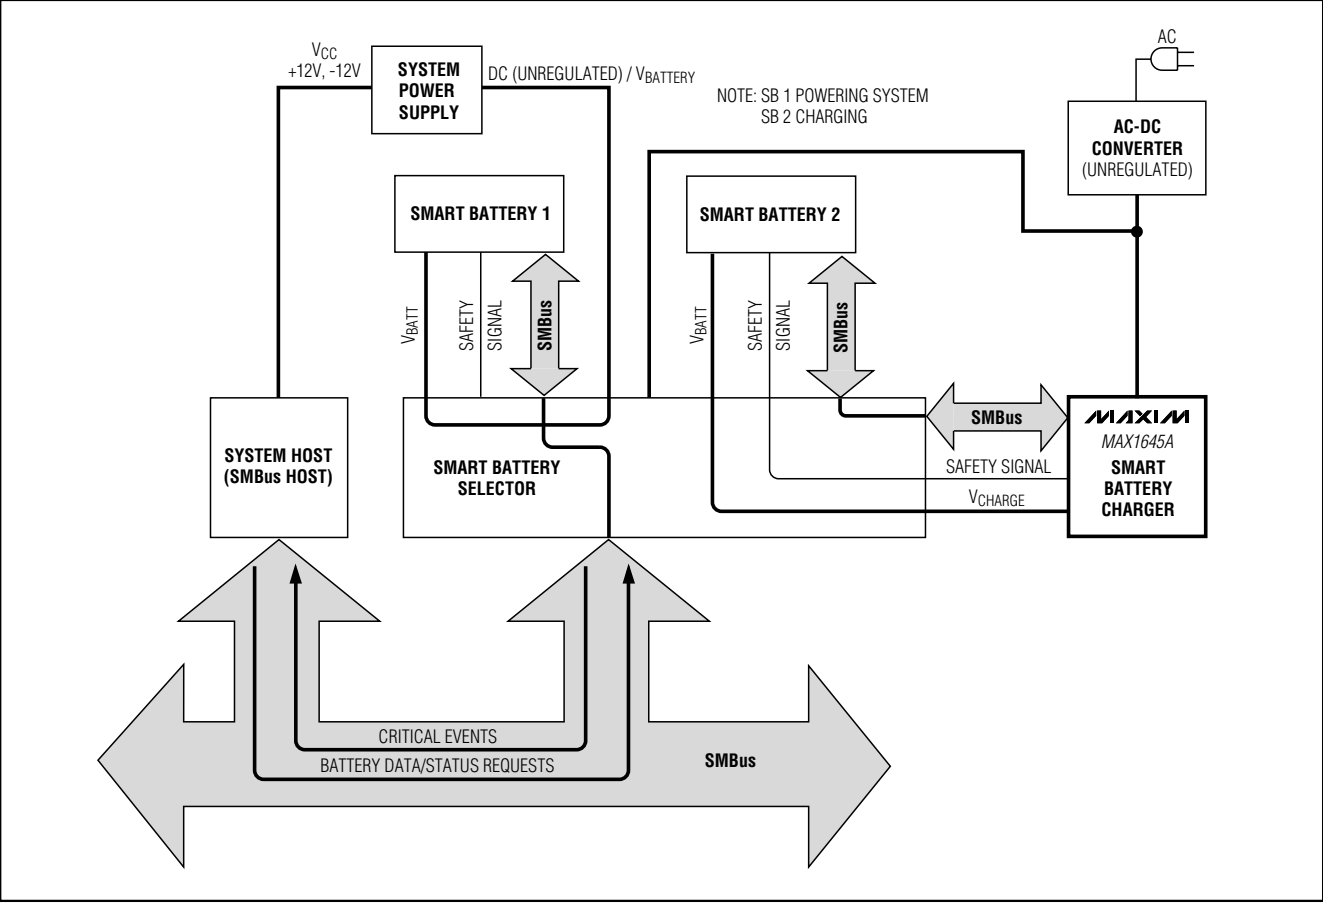 AC
VCC
+12V, -12V
SYSTEM
POWER
SUPPLY
DC (UNREGULATED) / VBATTERY
NOTE: SB 1 POWERING SYSTEM
SB 2 CHARGING
AC-DC
CONVERTER
(UNREGULATED)
SMART BATTERY 1
SMART BATTERY 2
VBATT
SAFETY
SIGNAL
SMBus
VBATT
SAFETY
SIGNAL
SMBus
SYSTEM HOST
(SMBus HOST)
SMART BATTERY
SELECTOR
SMBus
SAFETY SIGNAL
VCHARGE
MAXIM
MAX1645A
SMART
BATTERY
CHARGER
CRITICAL EVENTS
BATTERY DATA/STATUS REQUESTS
SMBus